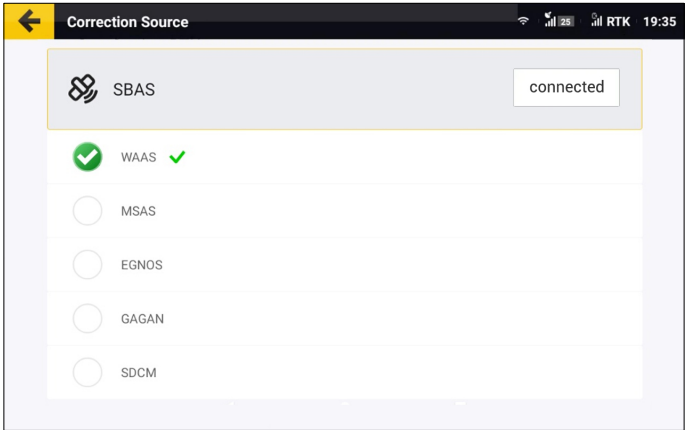 Correction Source 25 RTK 19:35
SBAS connected
WAAS
MSAS
EGNOS
GAGAN
SDCM